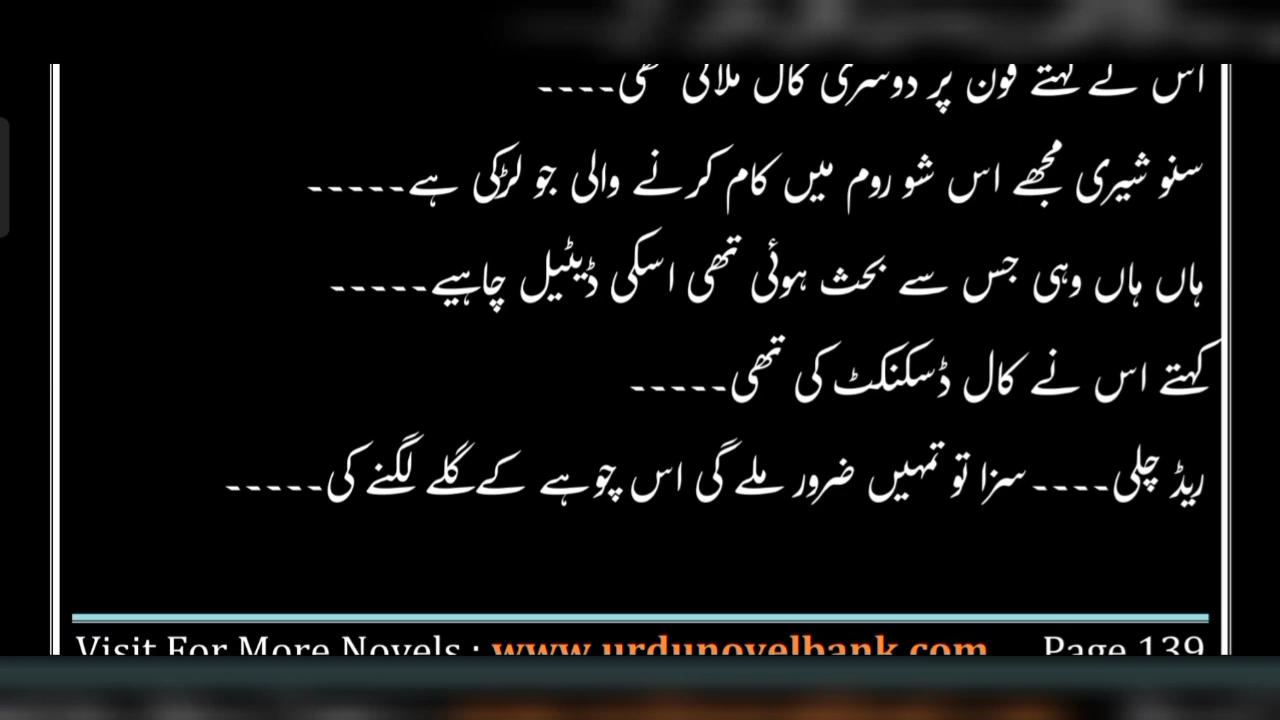 اس نے کہتے فون پر دوسری کال ملائی تھی۔۔۔۔
سنو شیری مجھے اس شو روم میں کام کرنے والی جو لڑکی ہے۔۔۔۔۔
ہاں ہاں وہی جس سے بحث ہوئی تھی اسکی ڈیٹیل چاہیے۔۔۔۔۔
کہتے اس نے کال ڈسکنکٹ کی تھی۔۔۔۔۔
ریڈ چلی۔۔۔۔سزا تو تمہیں ضرور ملے گی اس چوہے کے گلے لگنے کی۔۔۔۔۔
Visit For More Novels : www.urdunovelbank.com Page 139